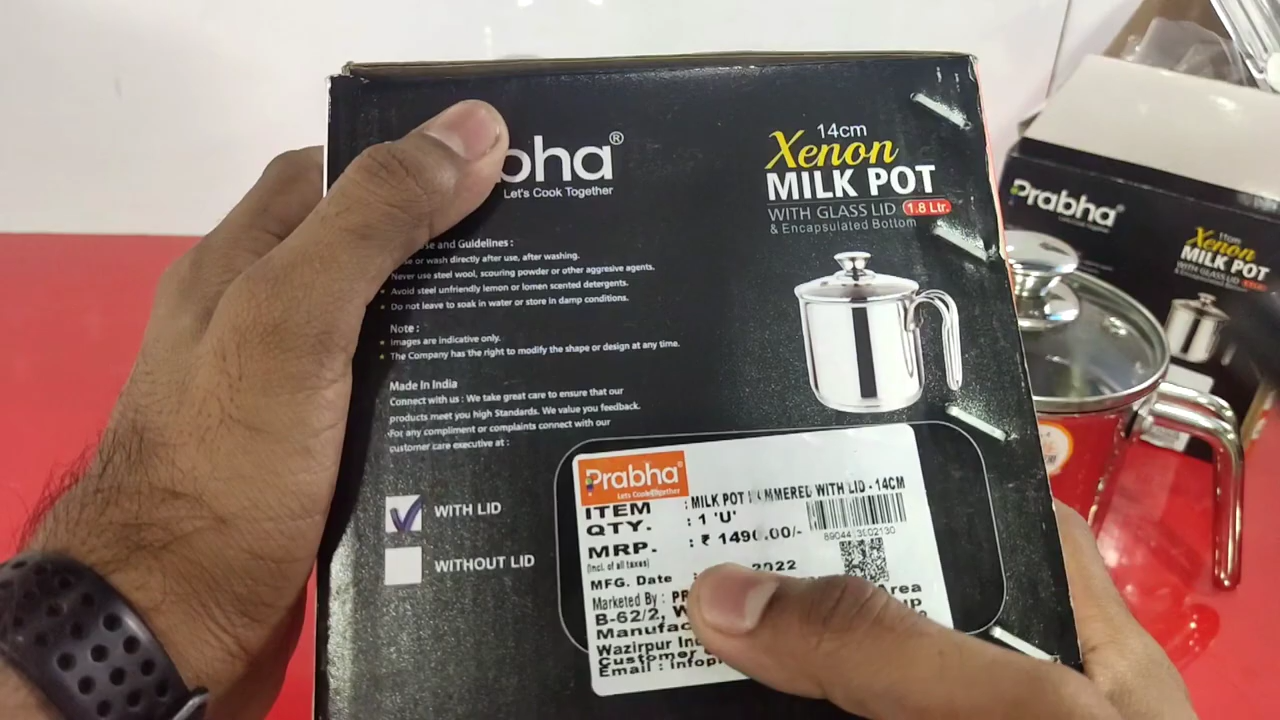 bha®
Let's Cook Together
14cm
Xenon
MILK POT
WITH GLASS LID 1.8 Ltr.
& Encapsulated Bottom
se and Guidelines :
or wash directly after use, after washing.
Never use steel wool, scouring powder or other aggresive agents.
Avoid steel unfriendly lemon or lomen scented detergents.
Do not leave to soak in water or store in damp conditions.
Note :
Images are indicative only.
The Company has the right to modify the shape or design at any time.
Made In India
Connect with us : We take great care to ensure that our
products meet you high Standards. We value you feedback.
For any compliment or complaints connect with our
customer care executive at :
WITH LID
WITHOUT LID
Prabha®
Lets Cook Together
ITEM : MILK POT HAMMERED WITH LID - 14CM
QTY. : 1 'U'
MRP. : ₹ 1490.00/-
(Incl. of all taxes)
MFG. Date : 2022
Marketed By : PR Area
B-62/2, W up
Manufac
Wazirpur Ind
Customer
Email : infop
Prabha®
Xenon
MILK POT
WITH GLASS LID